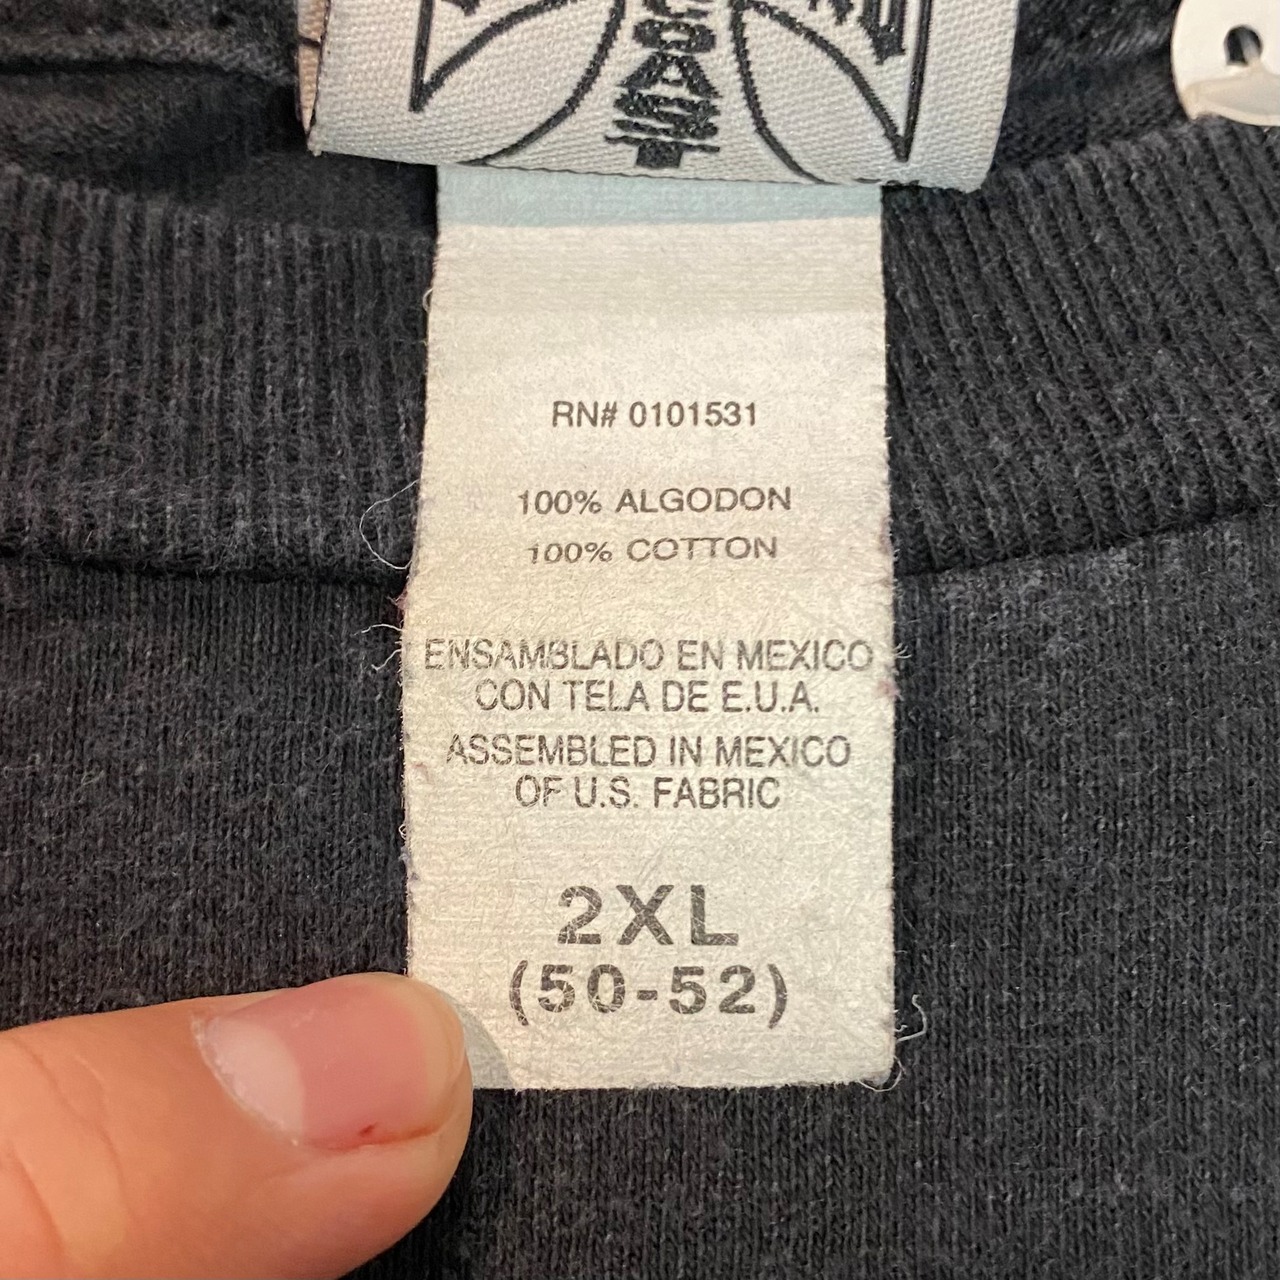 COAST
RN# 0101531
100% ALGODON
100% COTTON
ENSAMBLADO EN MEXICO
CON TELA DE E.U.A.
ASSEMBLED IN MEXICO
OF U.S. FABRIC
2XL
(50-52)